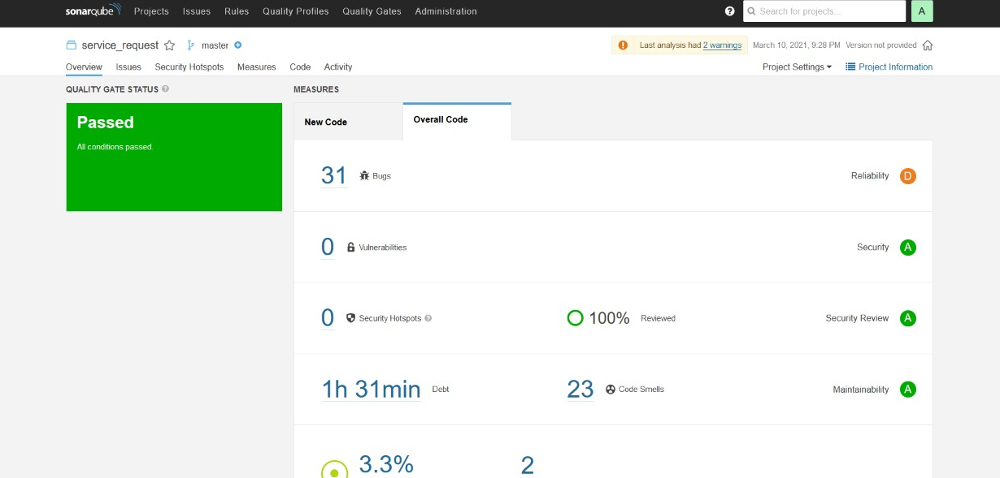 sonarqube Projects Issues Rules Quality Profiles Quality Gates Administration ? Search for projects... A
service_request master Last analysis had 2 warnings March 10, 2021, 9:28 PM Version not provided
Overview Issues Security Hotspots Measures Code Activity Project Settings Project Information
QUALITY GATE STATUS ?
Passed
All conditions passed.
MEASURES
New Code
Overall Code
31 Bugs Reliability D
0 Vulnerabilities Security A
0 Security Hotspots ? 100% Reviewed Security Review A
1h 31min Debt 23 Code Smells Maintainability A
3.3% 2